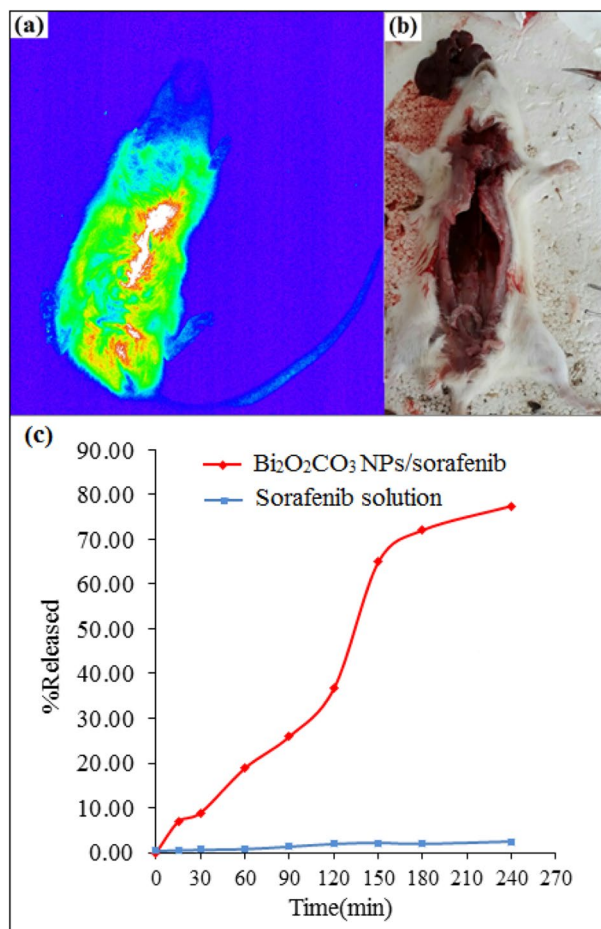 (a)
(b)
(c)
90.00
80.00
70.00
60.00
50.00
40.00
30.00
20.00
10.00
0.00
%Released
Bi₂O₂CO₃ NPs/sorafenib
Sorafenib solution
0 30 60 90 120 150 180 210 240 270
Time(min)